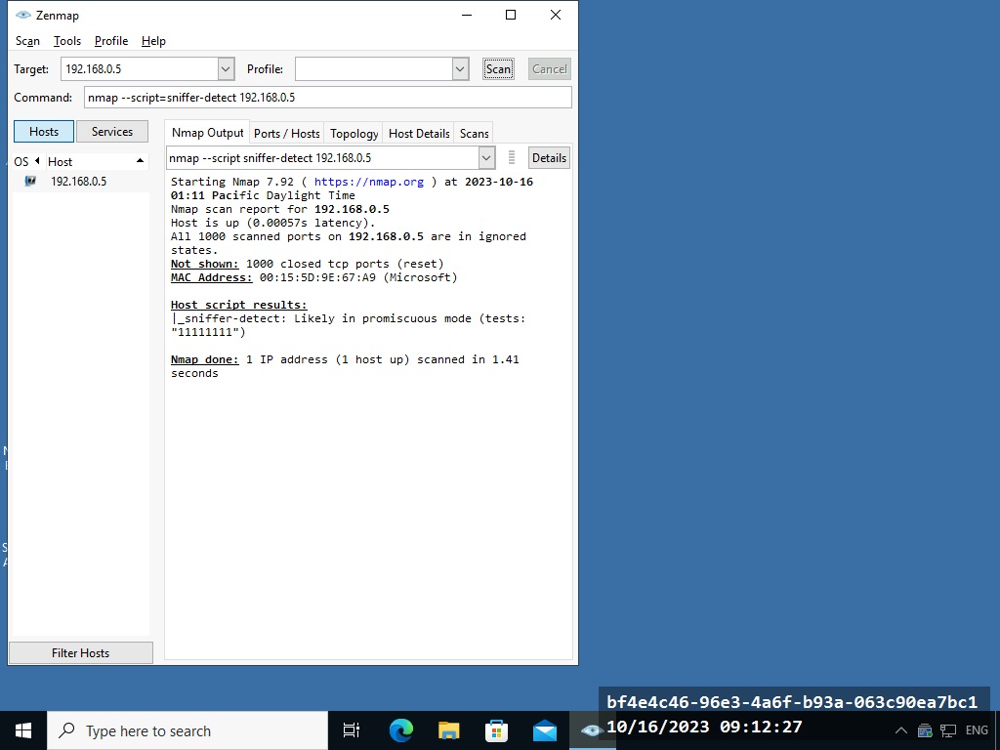 Zenmap
Scan Tools Profile Help
Target: 192.168.0.5 Profile: Scan Cancel
Command: nmap --script=sniffer-detect 192.168.0.5
Hosts Services
Nmap Output Ports / Hosts Topology Host Details Scans
OS Host
nmap --script sniffer-detect 192.168.0.5 Details
192.168.0.5
Starting Nmap 7.92 ( https://nmap.org ) at 2023-10-16
01:11 Pacific Daylight Time
Nmap scan report for 192.168.0.5
Host is up (0.00057s latency).
All 1000 scanned ports on 192.168.0.5 are in ignored
states.
Not shown: 1000 closed tcp ports (reset)
MAC Address: 00:15:5D:9E:67:A9 (Microsoft)
Host script results:
|_sniffer-detect: Likely in promiscuous mode (tests:
"11111111")
Nmap done: 1 IP address (1 host up) scanned in 1.41
seconds
Filter Hosts
bf4e4c46-96e3-4a6f-b93a-063c90ea7bc1
10/16/2023 09:12:27
Type here to search
ENG